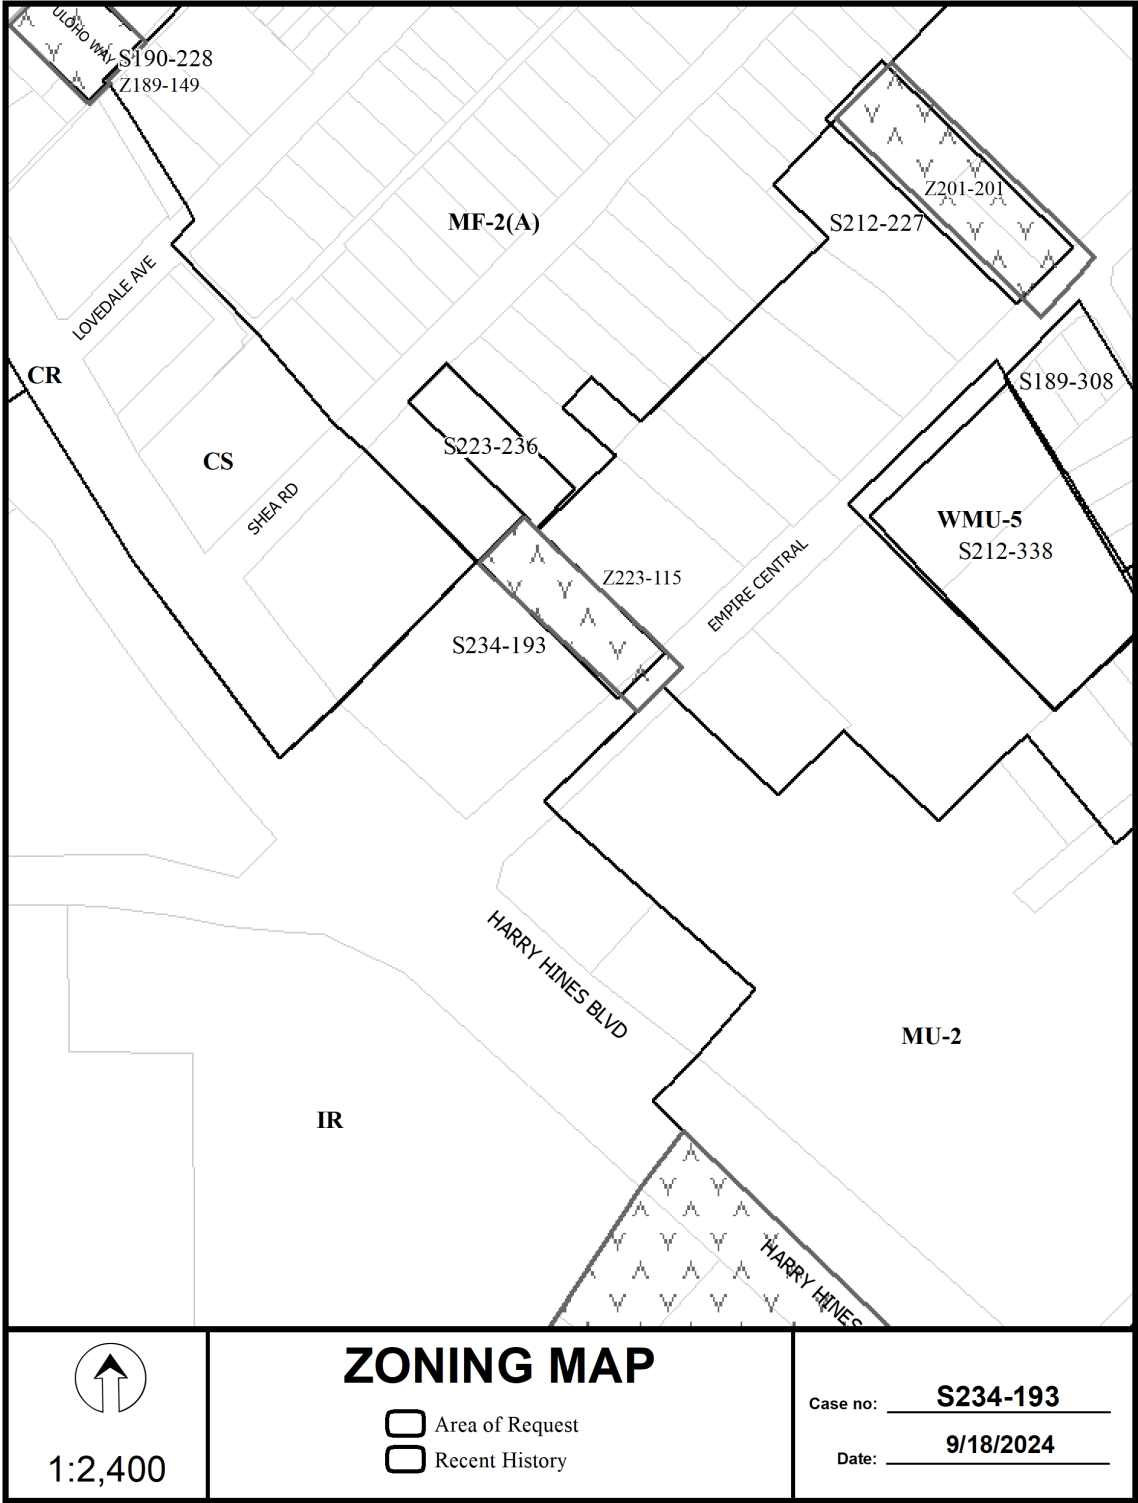 ULOHO WAY
S190-228
Z189-149
Z201-201
S212-227
MF-2(A)
LOVEDALE AVE
CR
S189-308
S223-236
CS
SHEA RD
WMU-5
S212-338
Z223-115
EMPIRE CENTRAL
S234-193
HARRY HINES BLVD
MU-2
IR
HARRY HINES
ZONING MAP
Area of Request
Recent History
1:2,400
Case no: S234-193
Date: 9/18/2024